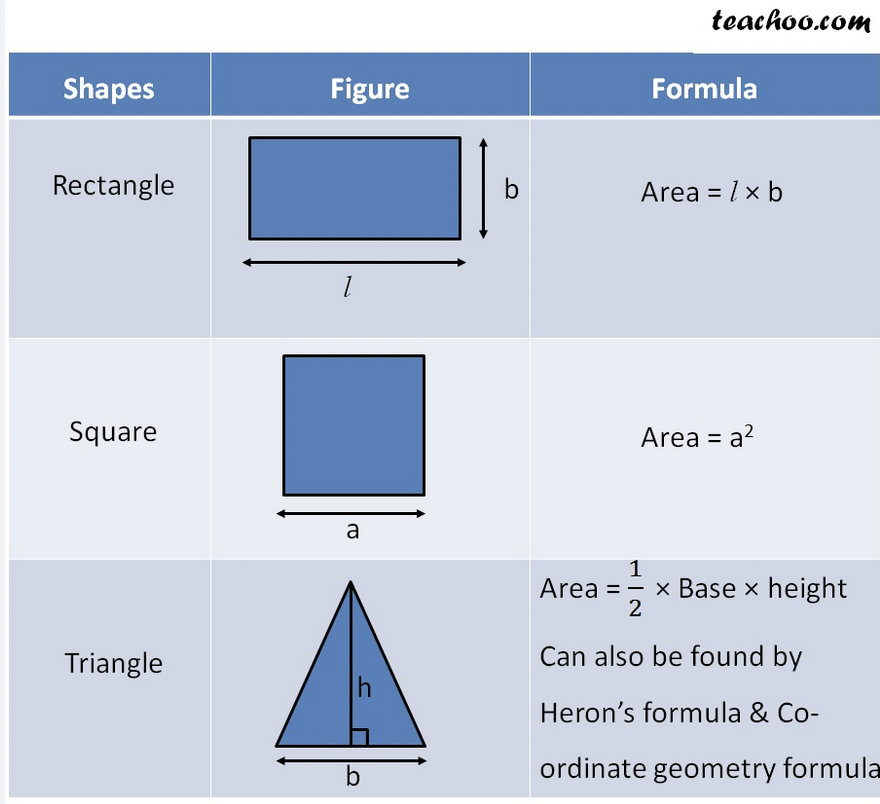 teachoo.com
Shapes Figure Formula
Rectangle
b
l
Area = l × b
Square
a
Area = a²
Triangle
h
b
Area = 1/2 × Base × height
Can also be found by
Heron’s formula & Co-
ordinate geometry formula